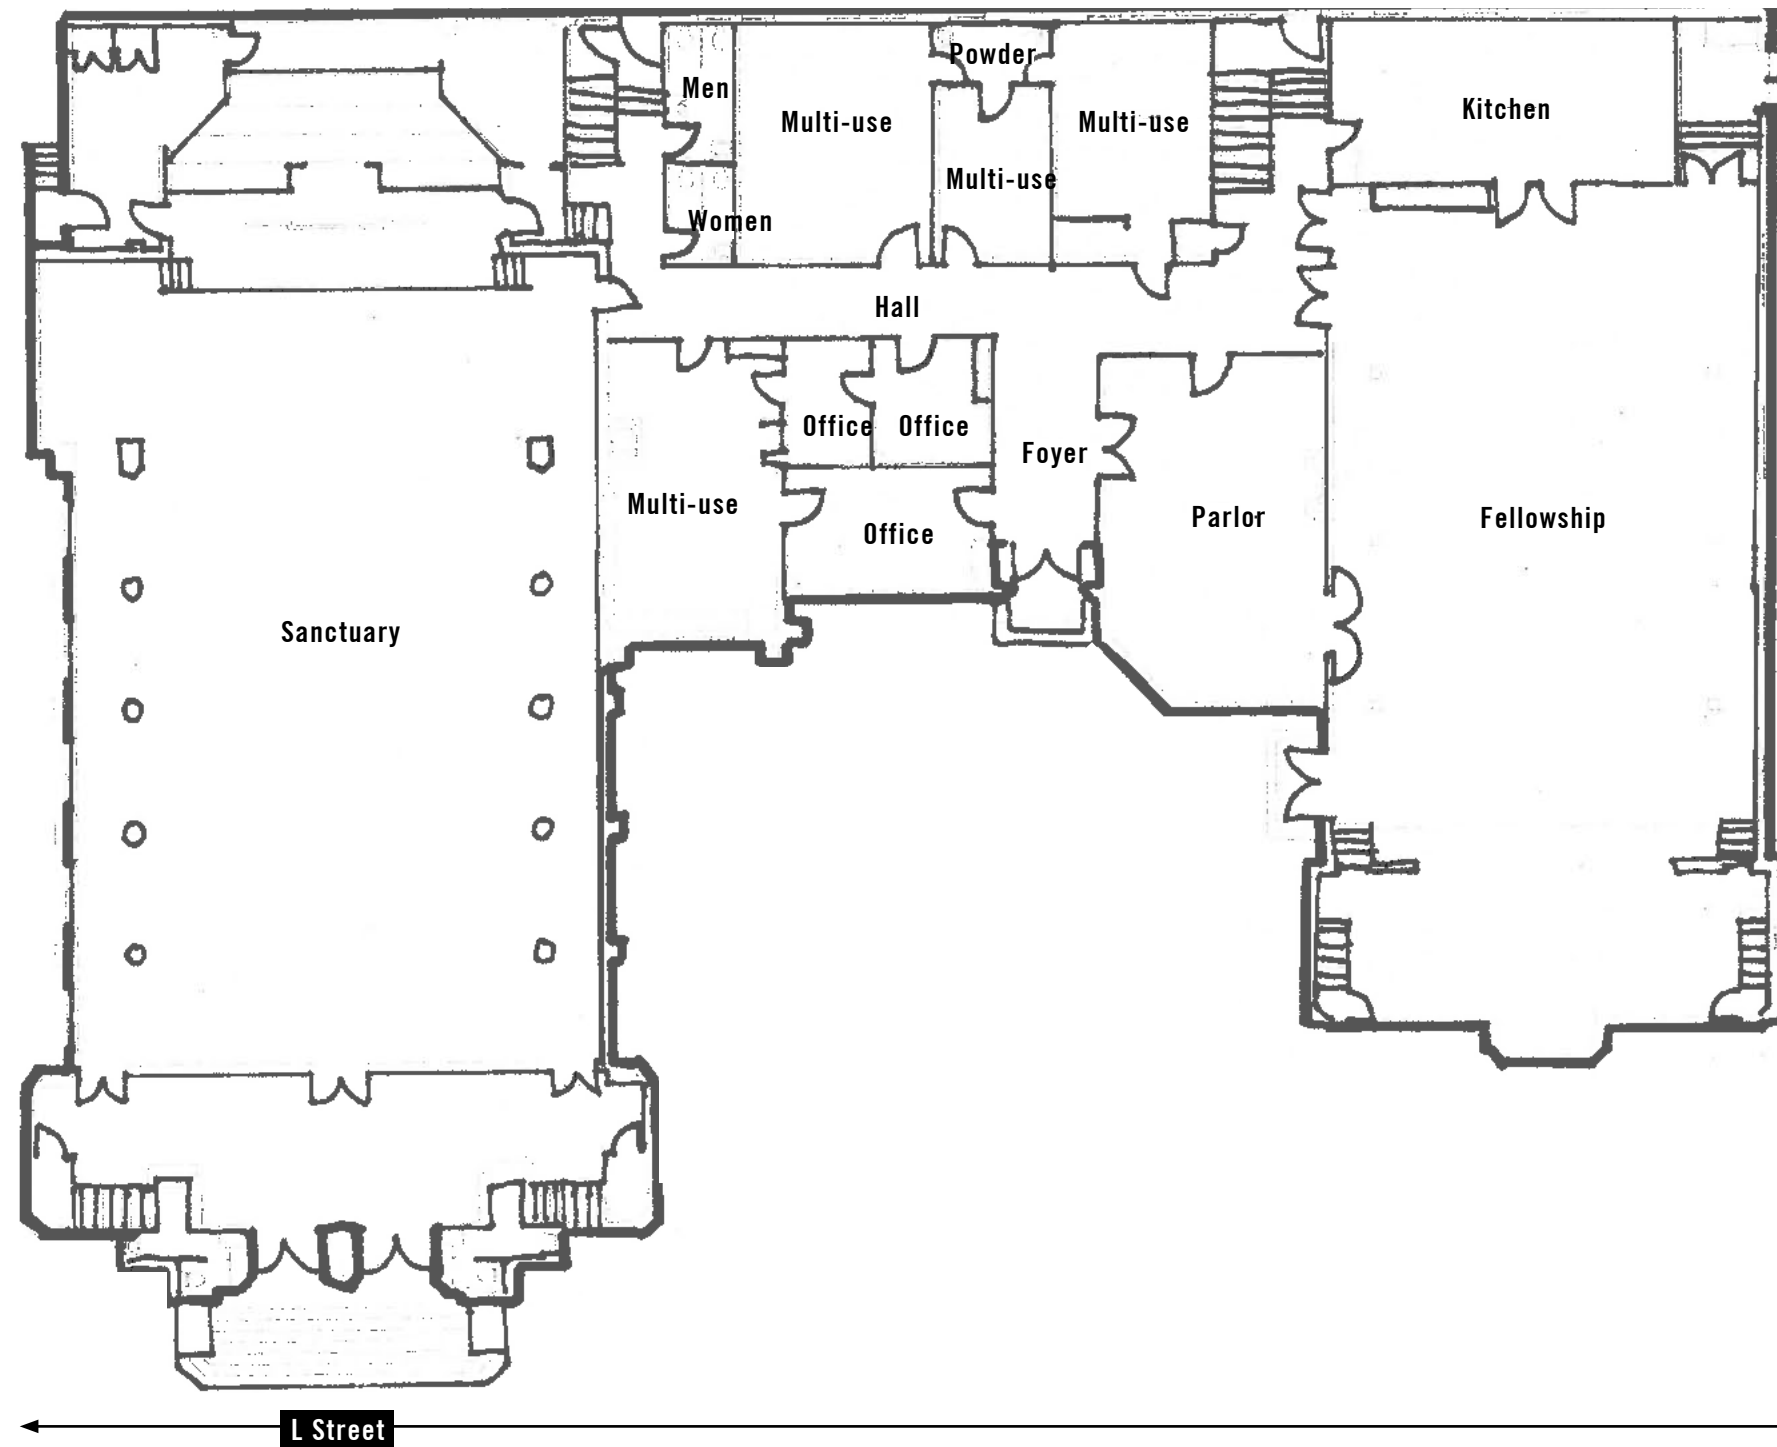 Powder
Men
Multi-use
Multi-use
Kitchen
Multi-use
Women
Hall
Office
Office
Foyer
Multi-use
Parlor
Fellowship
Office
Sanctuary
L Street